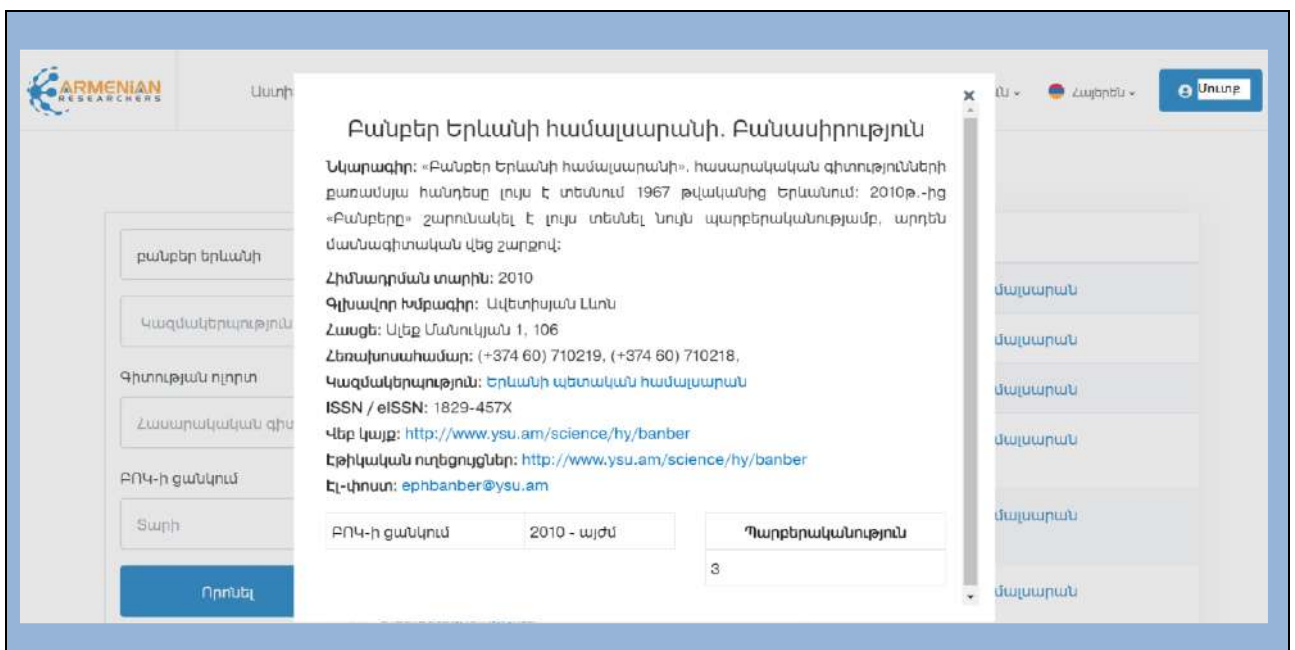 ARMENIAN
RESEARCHERS
Հայերեն
Մուտք
×
Բանբեր Երևանի համալսարանի. Բանասիրություն
Նկարագիր: «Բանբեր Երևանի համալսարանի». հասարակական գիտությունների
քառամսյա հանդեսը լույս է տեսնում 1967 թվականից Երևանում: 2010թ.-ից
«Բանբերը» շարունակել է լույս տեսնել նույն պարբերականությամբ, արդեն
մասնագիտական վեց շարքով:
Հիմնադրման տարին: 2010
Գլխավոր Խմբագիր: Ավետիսյան Լևոն
Հասցե: Ալեք Մանուկյան 1, 106
Հեռախոսահամար: (+374 60) 710219, (+374 60) 710218,
Կազմակերպություն: Երևանի պետական համալսարան
ISSN / eISSN: 1829-457X
Վեբ կայք: http://www.ysu.am/science/hy/banber
Էթիկական ուղեցույցներ: http://www.ysu.am/science/hy/banber
Էլ-փոստ: ephbanber@ysu.am
ԲՈԿ-ի ցանկում 2010 - այժմ Պարբերականություն
3
բանբեր երևանի
Կազմակերպություն
Գիտության ոլորտ
Հասարակական գիտ
ԲՈԿ-ի ցանկում
Տարի
Որոնել